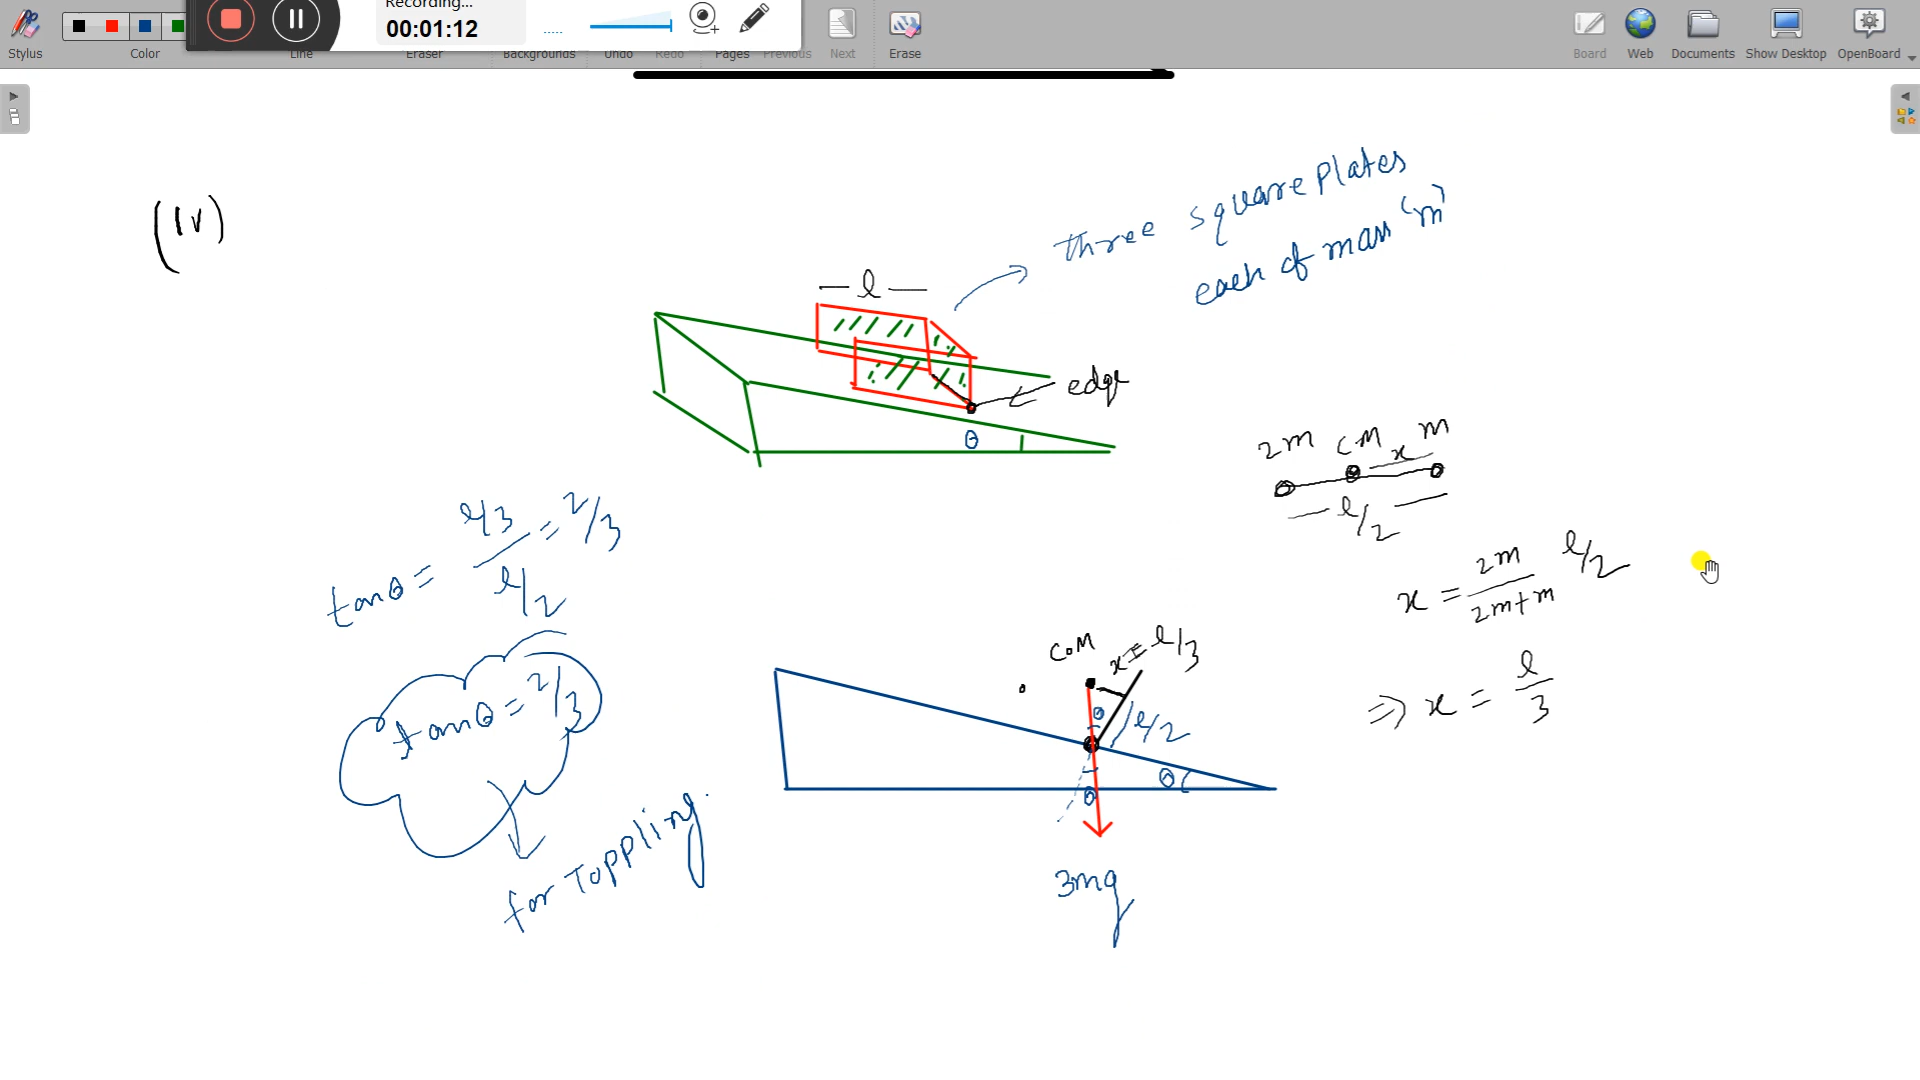 Recording...
00:01:12
Stylus
Color
Line
Eraser
Backgrounds
Undo
Redo
Pages
Previous
Next
Erase
Board
Web
Documents
Show Desktop
OpenBoard
(iv)
three square plates
each of mass 'm'
— l —
edge
θ
2m CM x m
— l/2 —
x = 2m/2m+m l/2
⇒ x = l/3
tanθ = l/3 / l/2 = 2/3
tanθ = 2/3
for Toppling.
CoM
x = l/3
θ
l/2
θ
θ
3mg